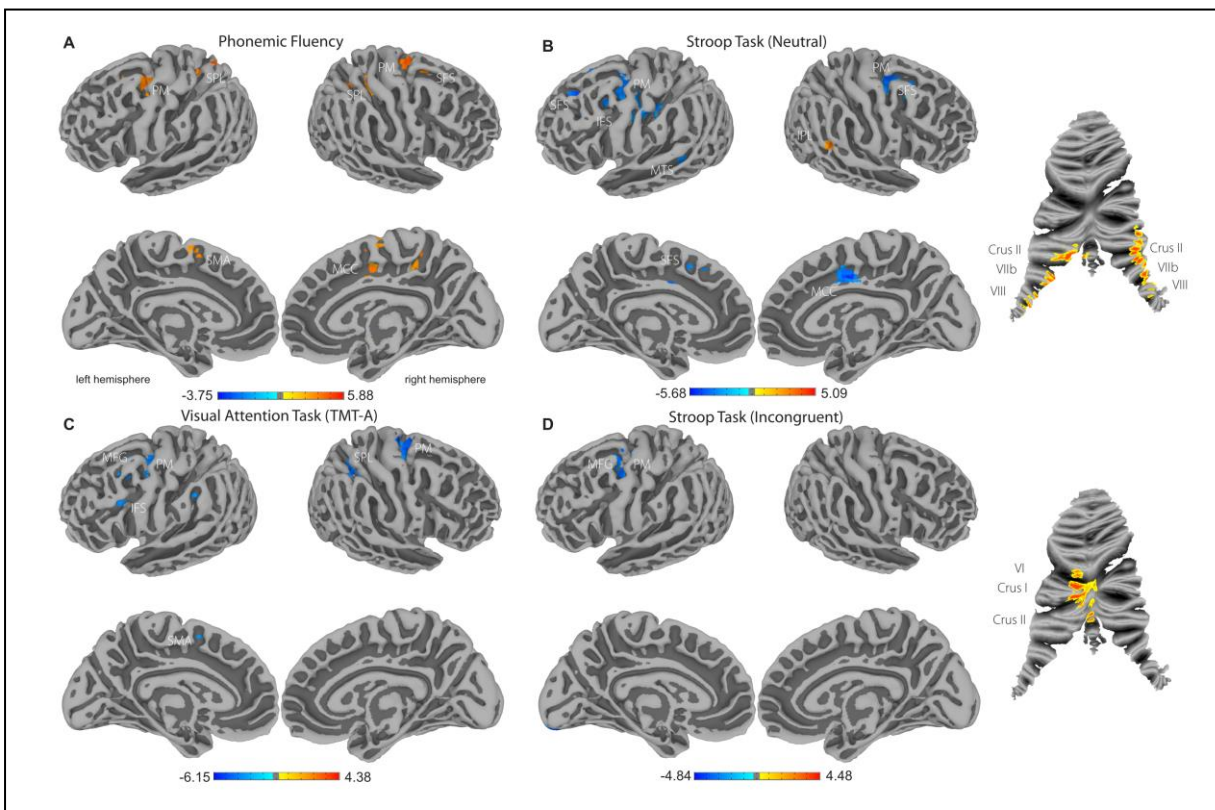 A
Phonemic Fluency
PM
SPL
SPL
PM
SFS
SMA
MCC
left hemisphere
right hemisphere
-3.75
5.88
B
Stroop Task (Neutral)
SFS
IFS
PM
MTS
PM
SFS
IPL
SFS
MCC
-5.68
5.09
Crus II
VIIb
VIII
Crus II
VIIb
VIII
C
Visual Attention Task (TMT-A)
MFG
PM
IFS
SPL
PM
SMA
-6.15
4.38
D
Stroop Task (Incongruent)
MFG
PM
-4.84
4.48
VI
Crus I
Crus II